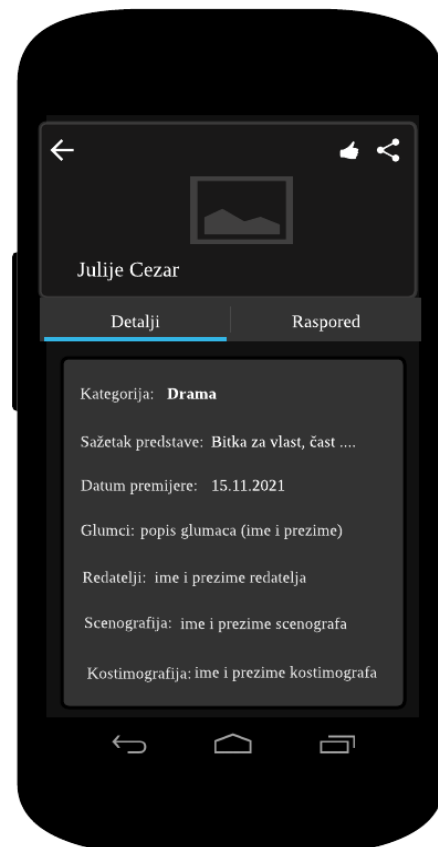 Julije Cezar
Detalji Raspored
Kategorija: Drama
Sažetak predstave: Bitka za vlast, čast ....
Datum premijere: 15.11.2021
Glumci: popis glumaca (ime i prezime)
Redatelji: ime i prezime redatelja
Scenografija: ime i prezime scenografa
Kostimografija: ime i prezime kostimografa